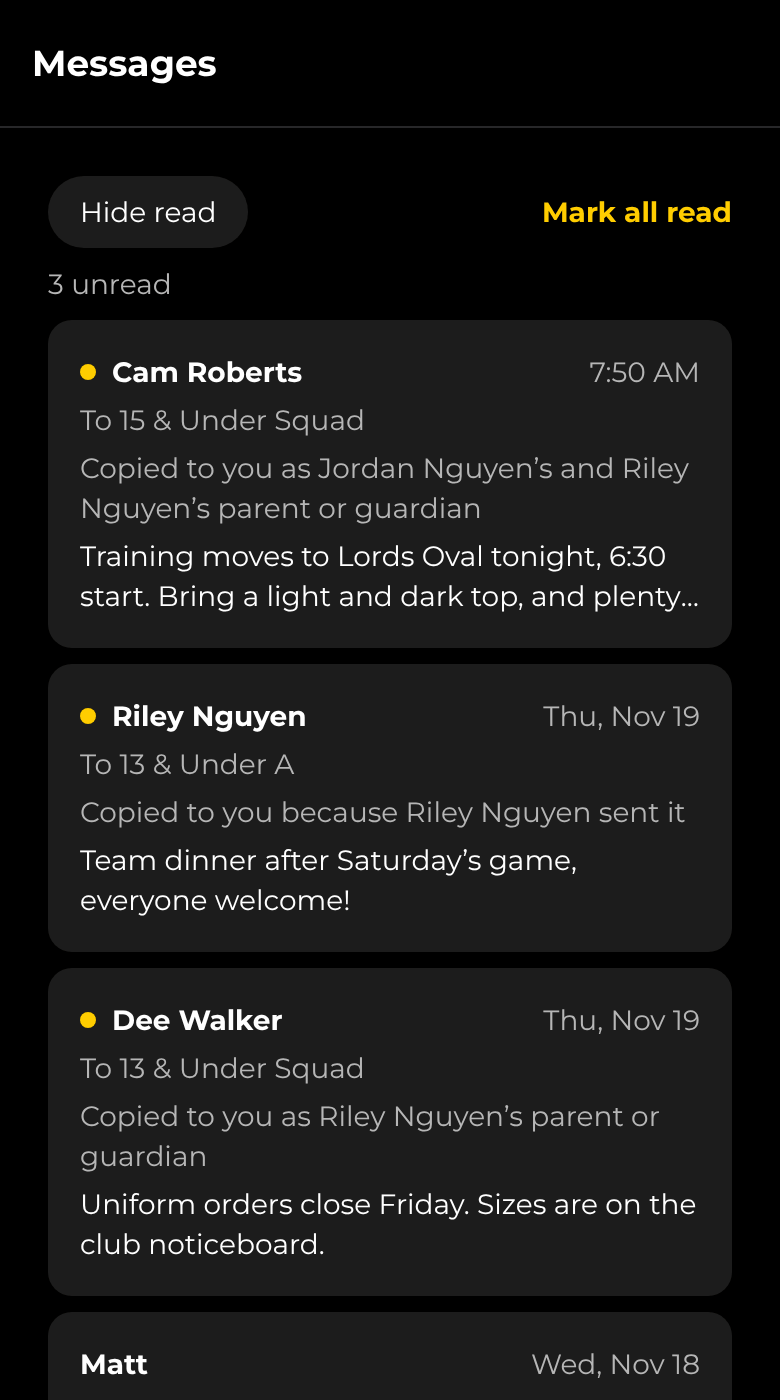 Messages
Hide read
Mark all read
3 unread
Cam Roberts
7:50 AM
To 15 & Under Squad
Copied to you as Jordan Nguyen’s and Riley
Nguyen’s parent or guardian
Training moves to Lords Oval tonight, 6:30
start. Bring a light and dark top, and plenty…
Riley Nguyen
Thu, Nov 19
To 13 & Under A
Copied to you because Riley Nguyen sent it
Team dinner after Saturday’s game,
everyone welcome!
Dee Walker
Thu, Nov 19
To 13 & Under Squad
Copied to you as Riley Nguyen’s parent or
guardian
Uniform orders close Friday. Sizes are on the
club noticeboard.
Matt
Wed, Nov 18